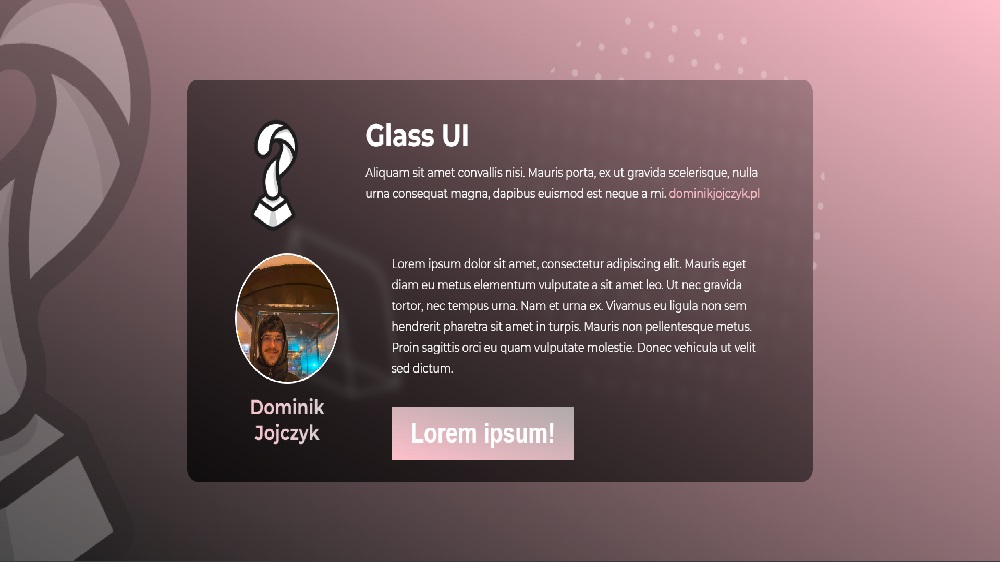 Glass UI
Aliquam sit amet convallis nisi. Mauris porta, ex ut gravida scelerisque, nulla
urna consequat magna, dapibus euismod est neque a mi. dominikjojczyk.pl
Lorem ipsum dolor sit amet, consectetur adipiscing elit. Mauris eget
diam eu metus elementum vulputate a sit amet leo. Ut nec gravida
tortor, nec tempus urna. Nam et urna ex. Vivamus eu ligula non sem
hendrerit pharetra sit amet in turpis. Mauris non pellentesque metus.
Proin sagittis orci eu quam vulputate molestie. Donec vehicula ut velit
sed dictum.
Dominik
Jojczyk
Lorem ipsum!